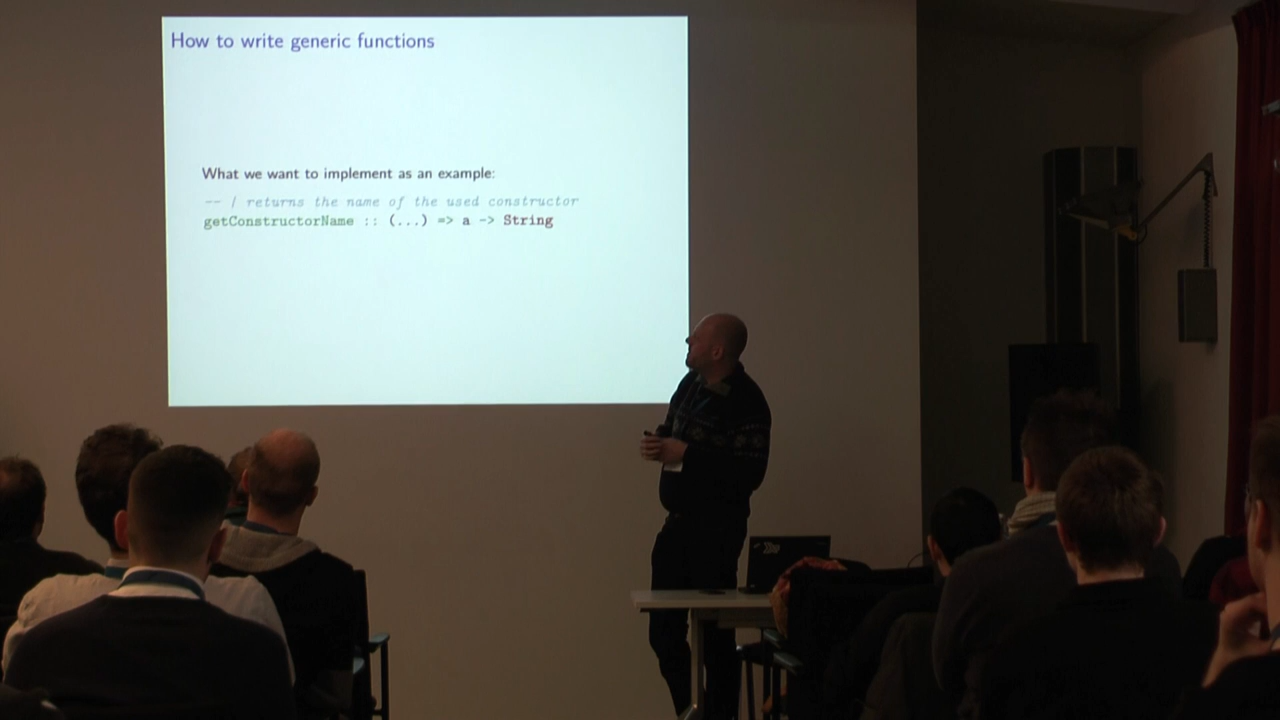 How to write generic functions
What we want to implement as an example:
-- | returns the name of the used constructor
getConstructorName :: (...) => a -> String